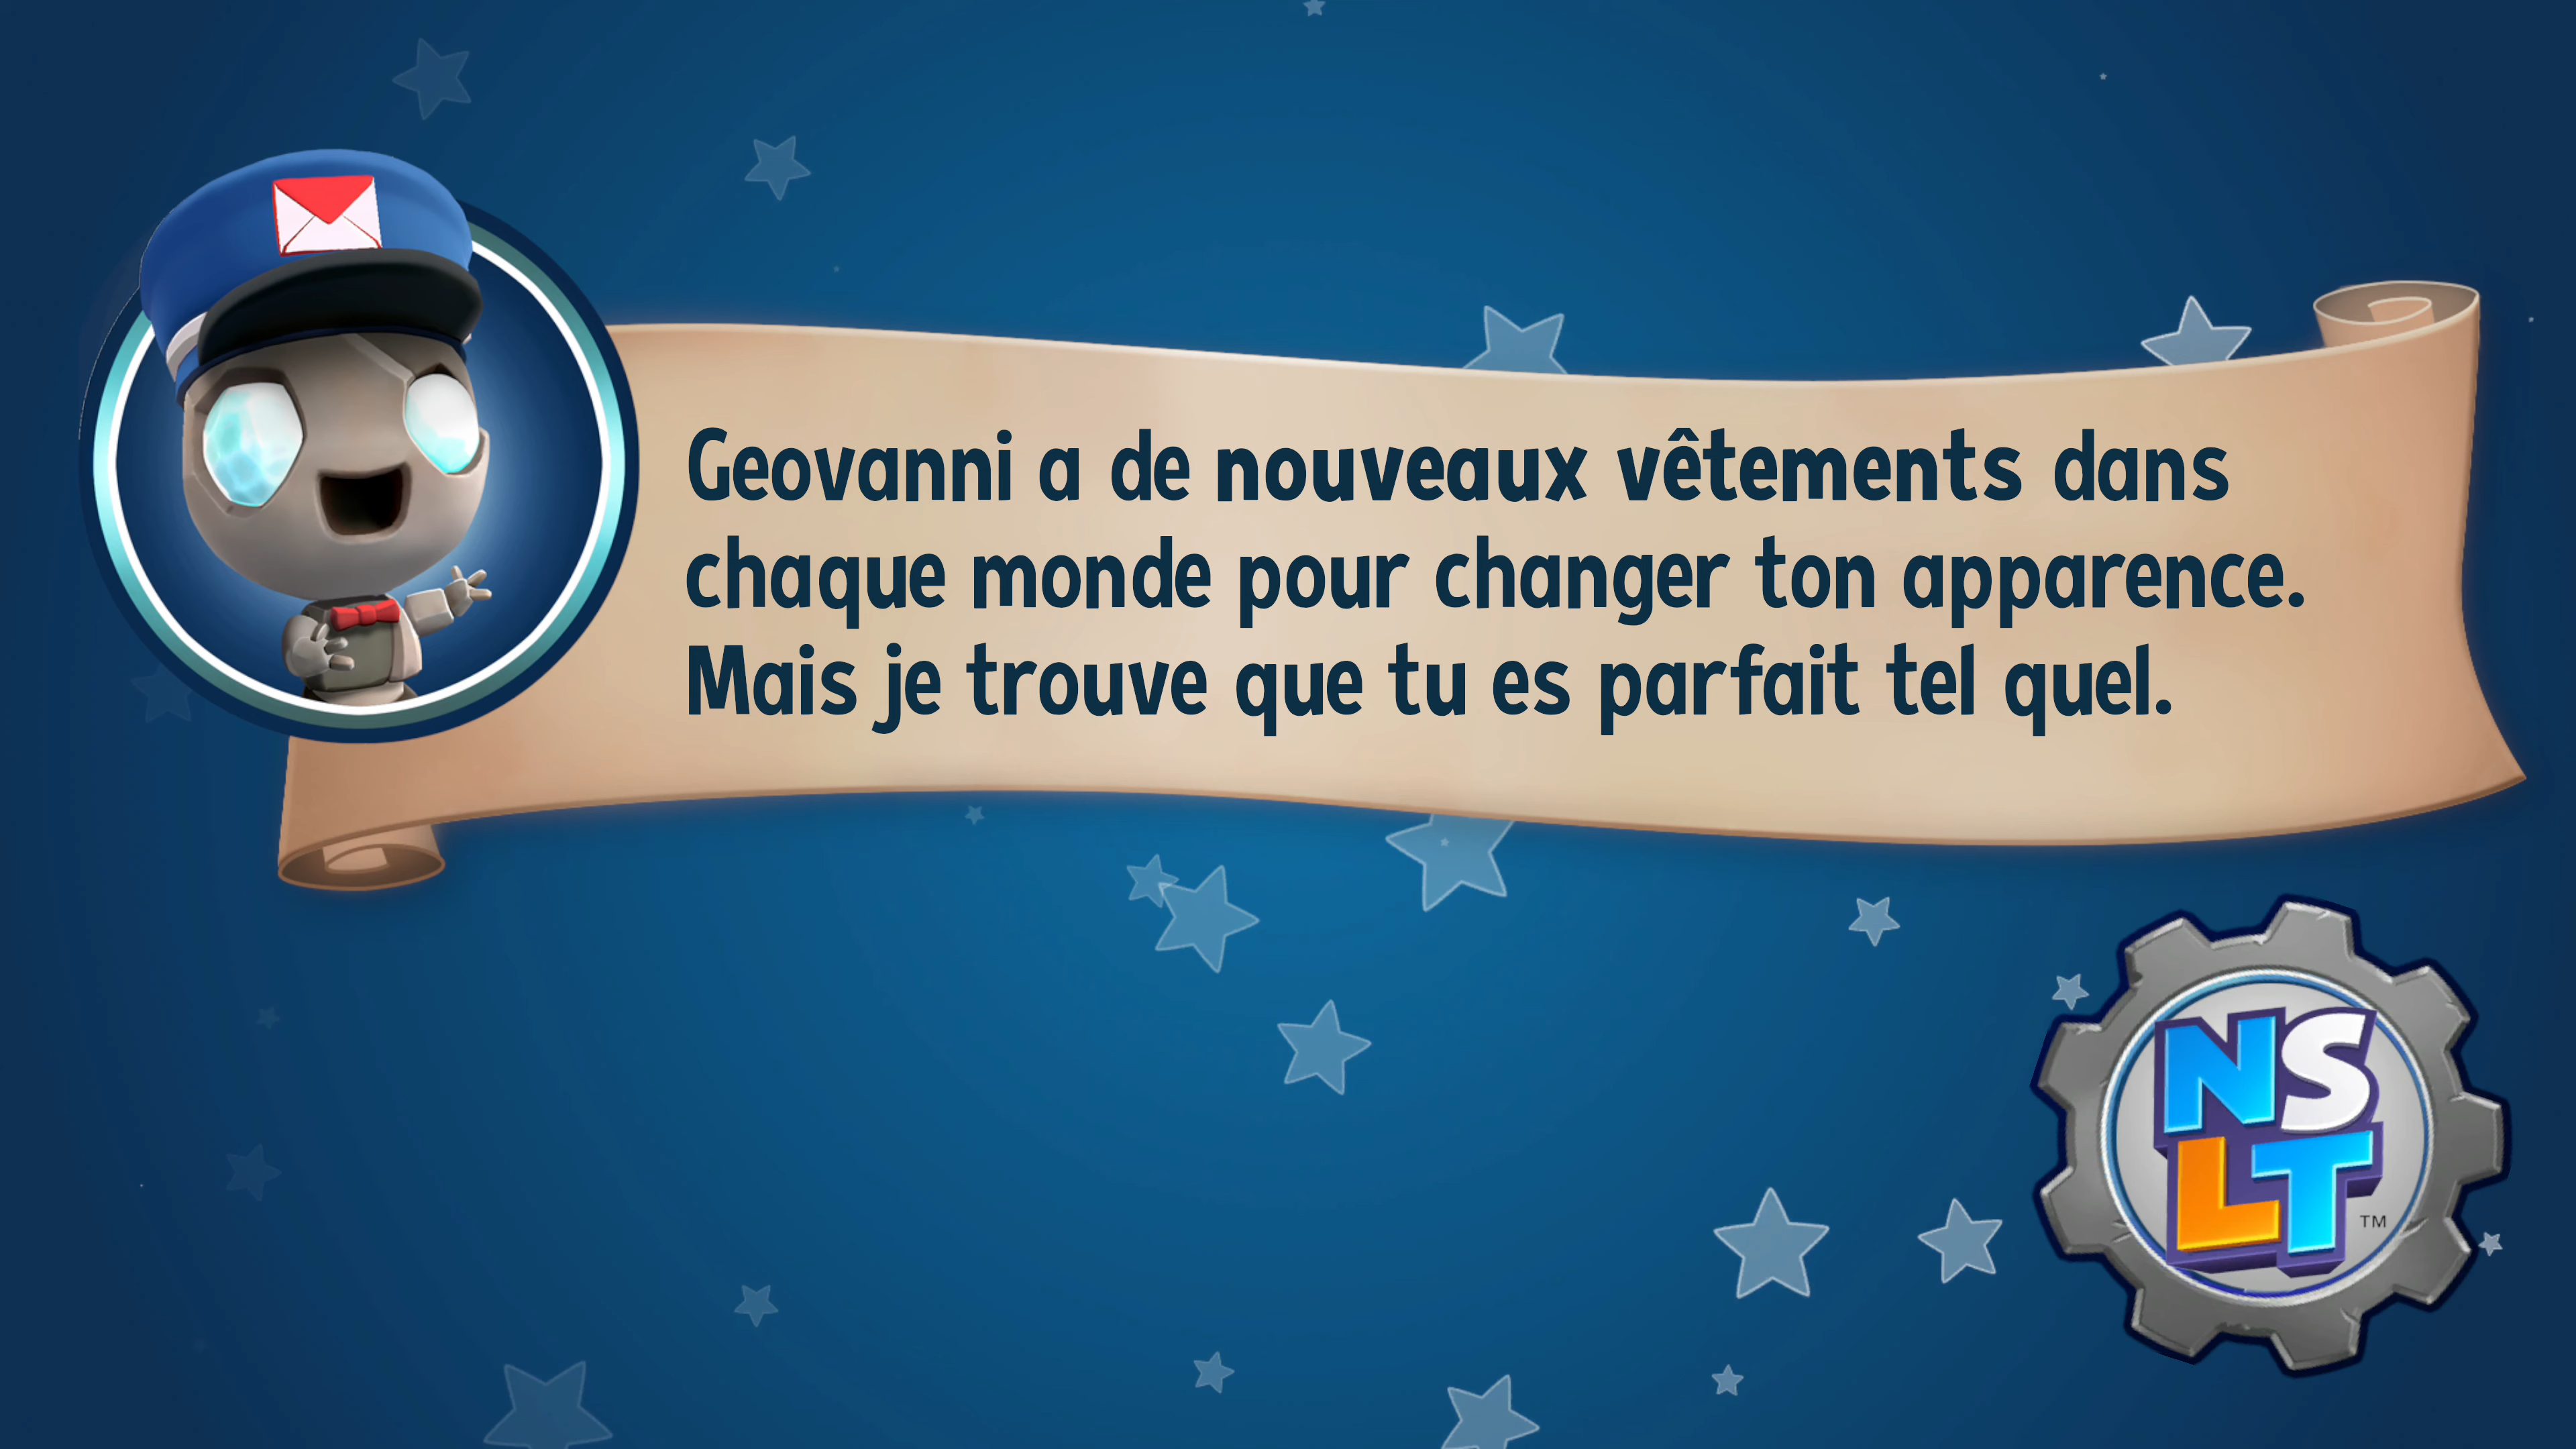 Geovanni a de nouveaux vêtements dans
chaque monde pour changer ton apparence.
Mais je trouve que tu es parfait tel quel.
NS
LT
TM